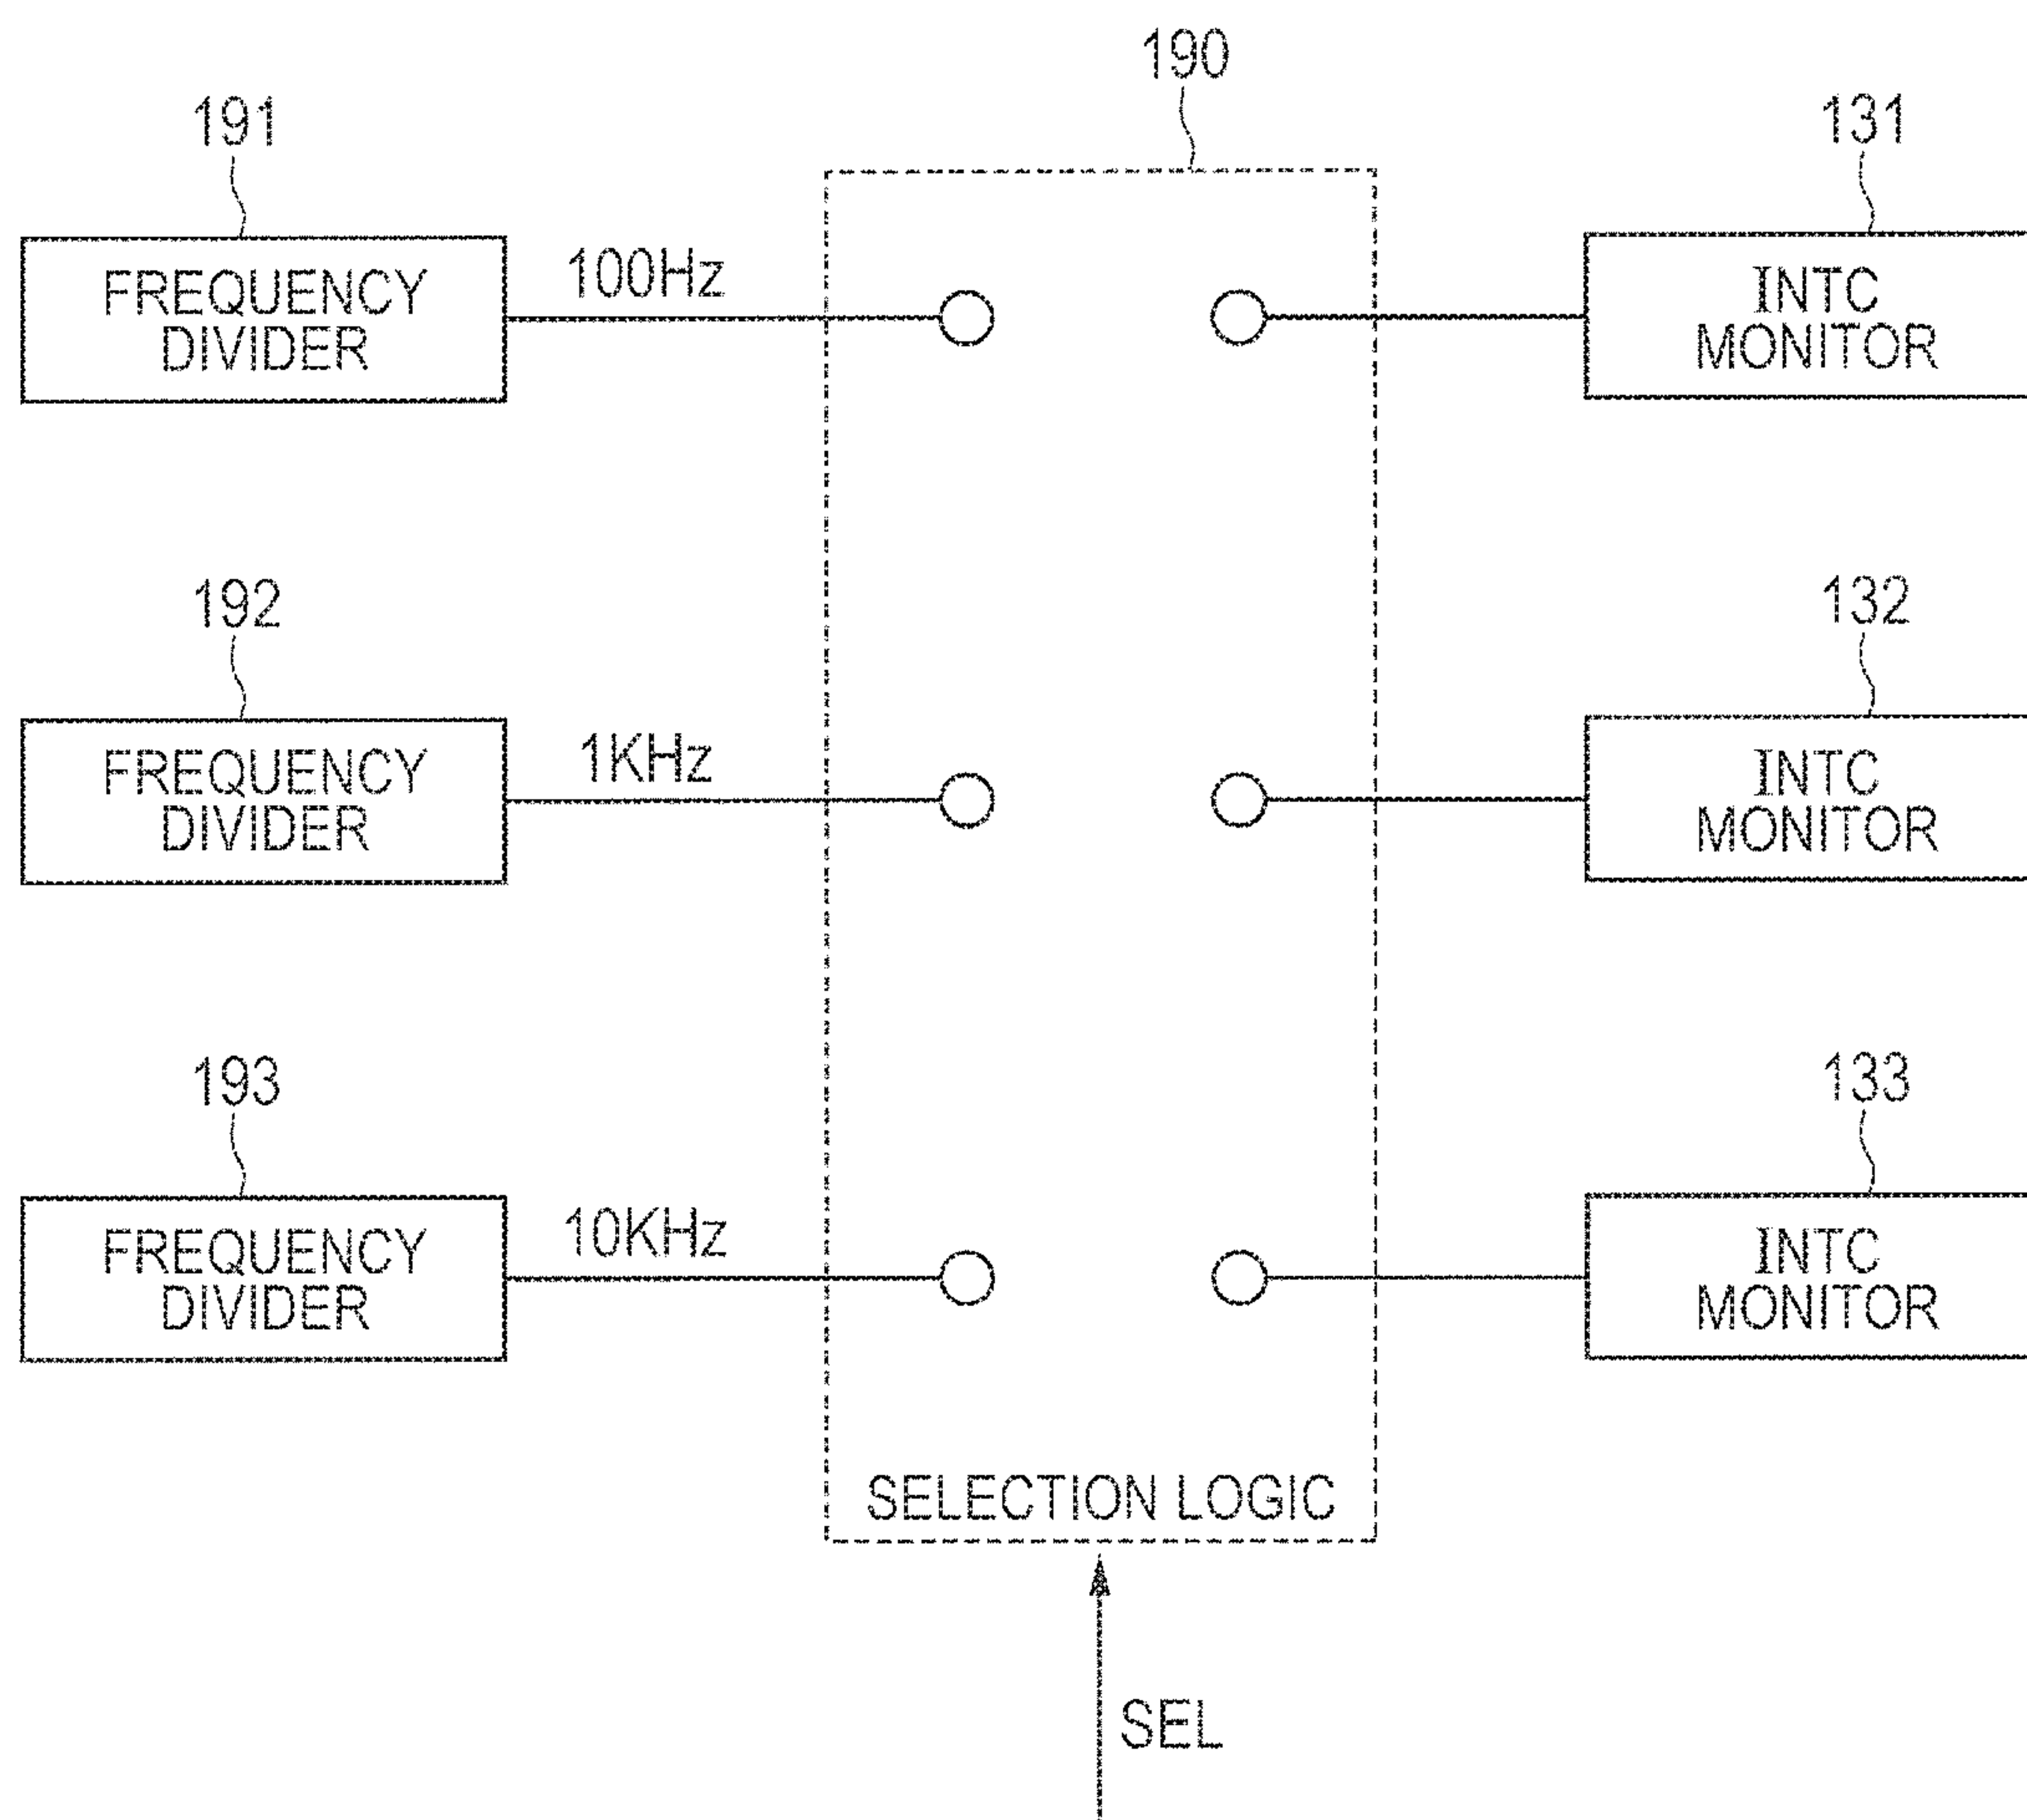 190
191
131
FREQUENCY
DIVIDER
100Hz
INTC
MONITOR
192
132
FREQUENCY
DIVIDER
1KHz
INTC
MONITOR
193
133
FREQUENCY
DIVIDER
10KHz
INTC
MONITOR
SELECTION LOGIC
SEL